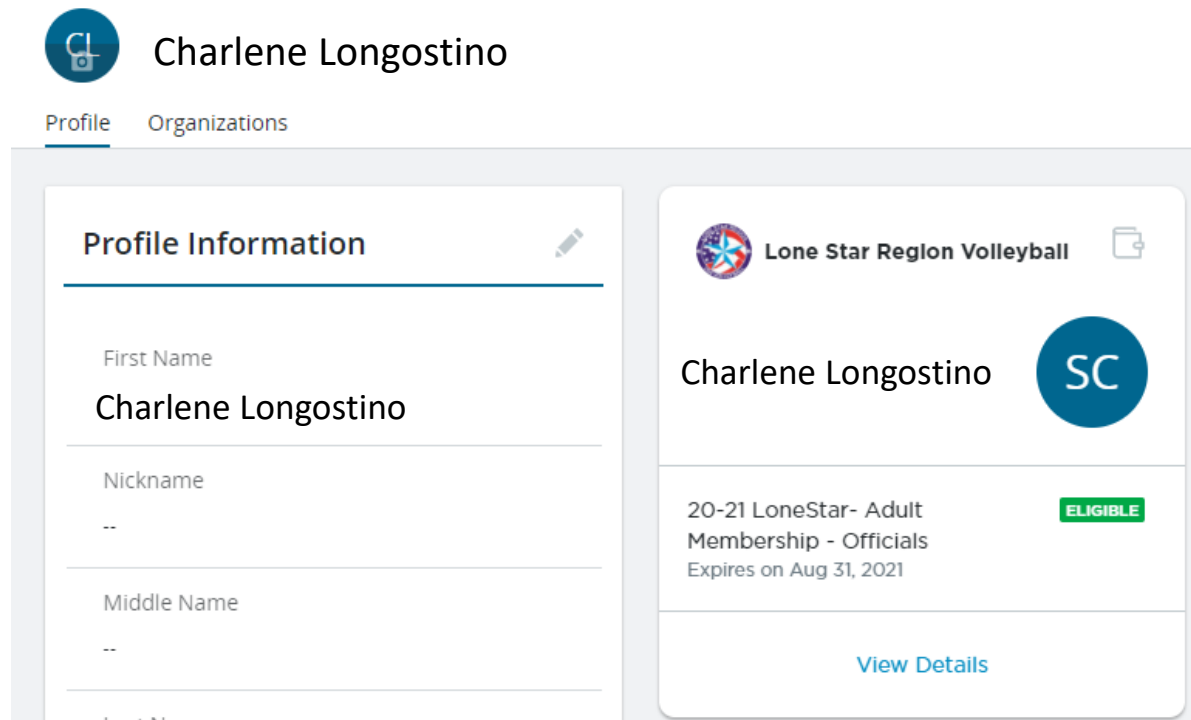 CL
Charlene Longostino
Profile Organizations
Profile Information
First Name
Charlene Longostino
Nickname
--
Middle Name
--
Lone Star Region Volleyball
Charlene Longostino
SC
20-21 LoneStar- Adult
Membership - Officials
ELIGIBLE
Expires on Aug 31, 2021
View Details